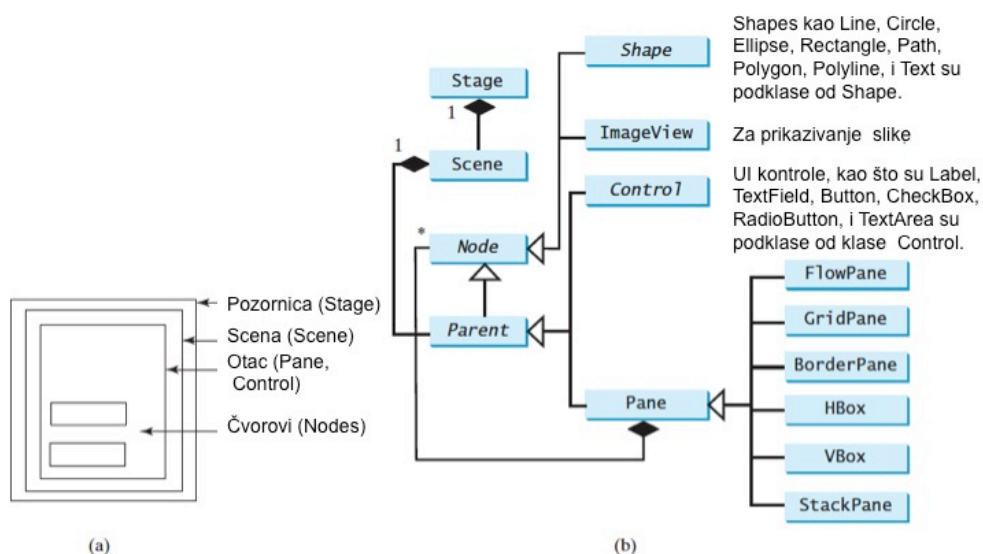 Shapes kao Line, Circle,
Ellipse, Rectangle, Path,
Polygon, Polyline, i Text su
podklase od Shape.
Shape
Stage
1
1
ImageView
Za prikazivanje slike
Scene
UI kontrole, kao što su Label,
TextField, Button, CheckBox,
RadioButton, i TextArea su
podklase od klase Control.
Control
*
Node
FlowPane
Pozornica (Stage)
GridPane
Scena (Scene)
Parent
Otac (Pane,
Control)
BorderPane
Pane
HBox
Čvorovi (Nodes)
VBox
StackPane
(a)
(b)